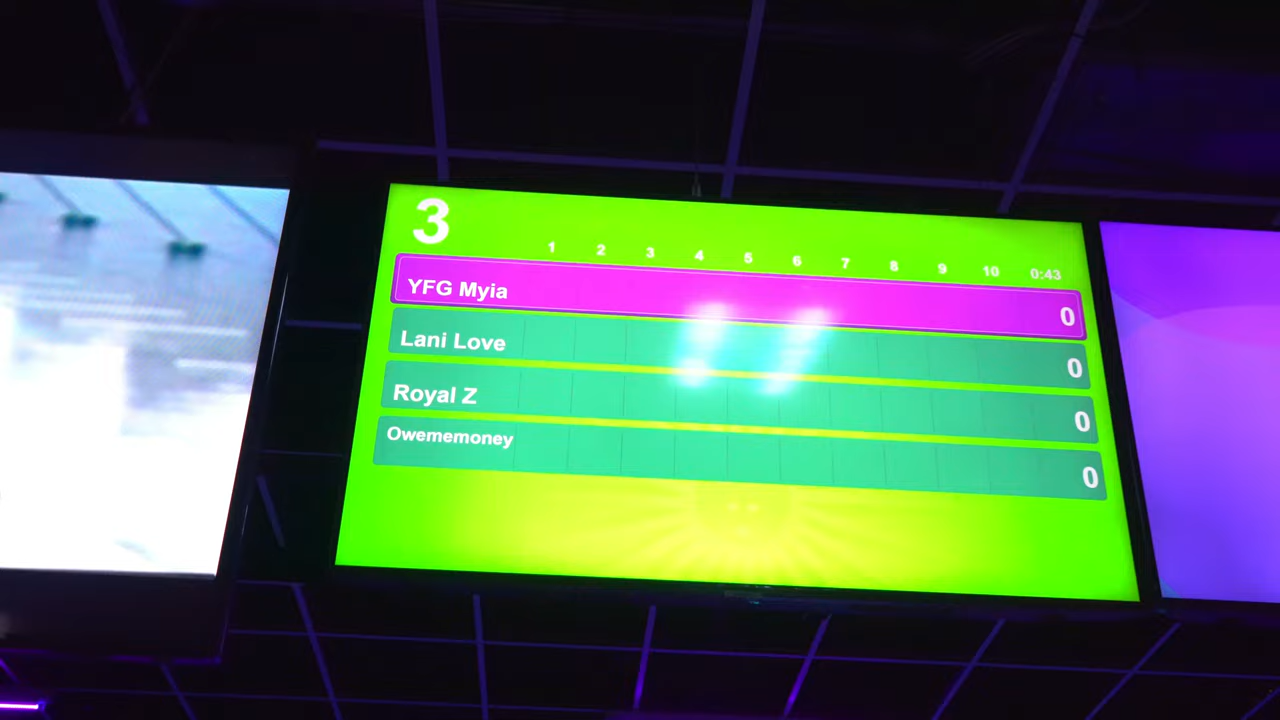 3
1 2 3 4 5 6 7 8 9 10 0:43
YFG Myia 0
Lani Love 0
Royal Z 0
Owememoney 0